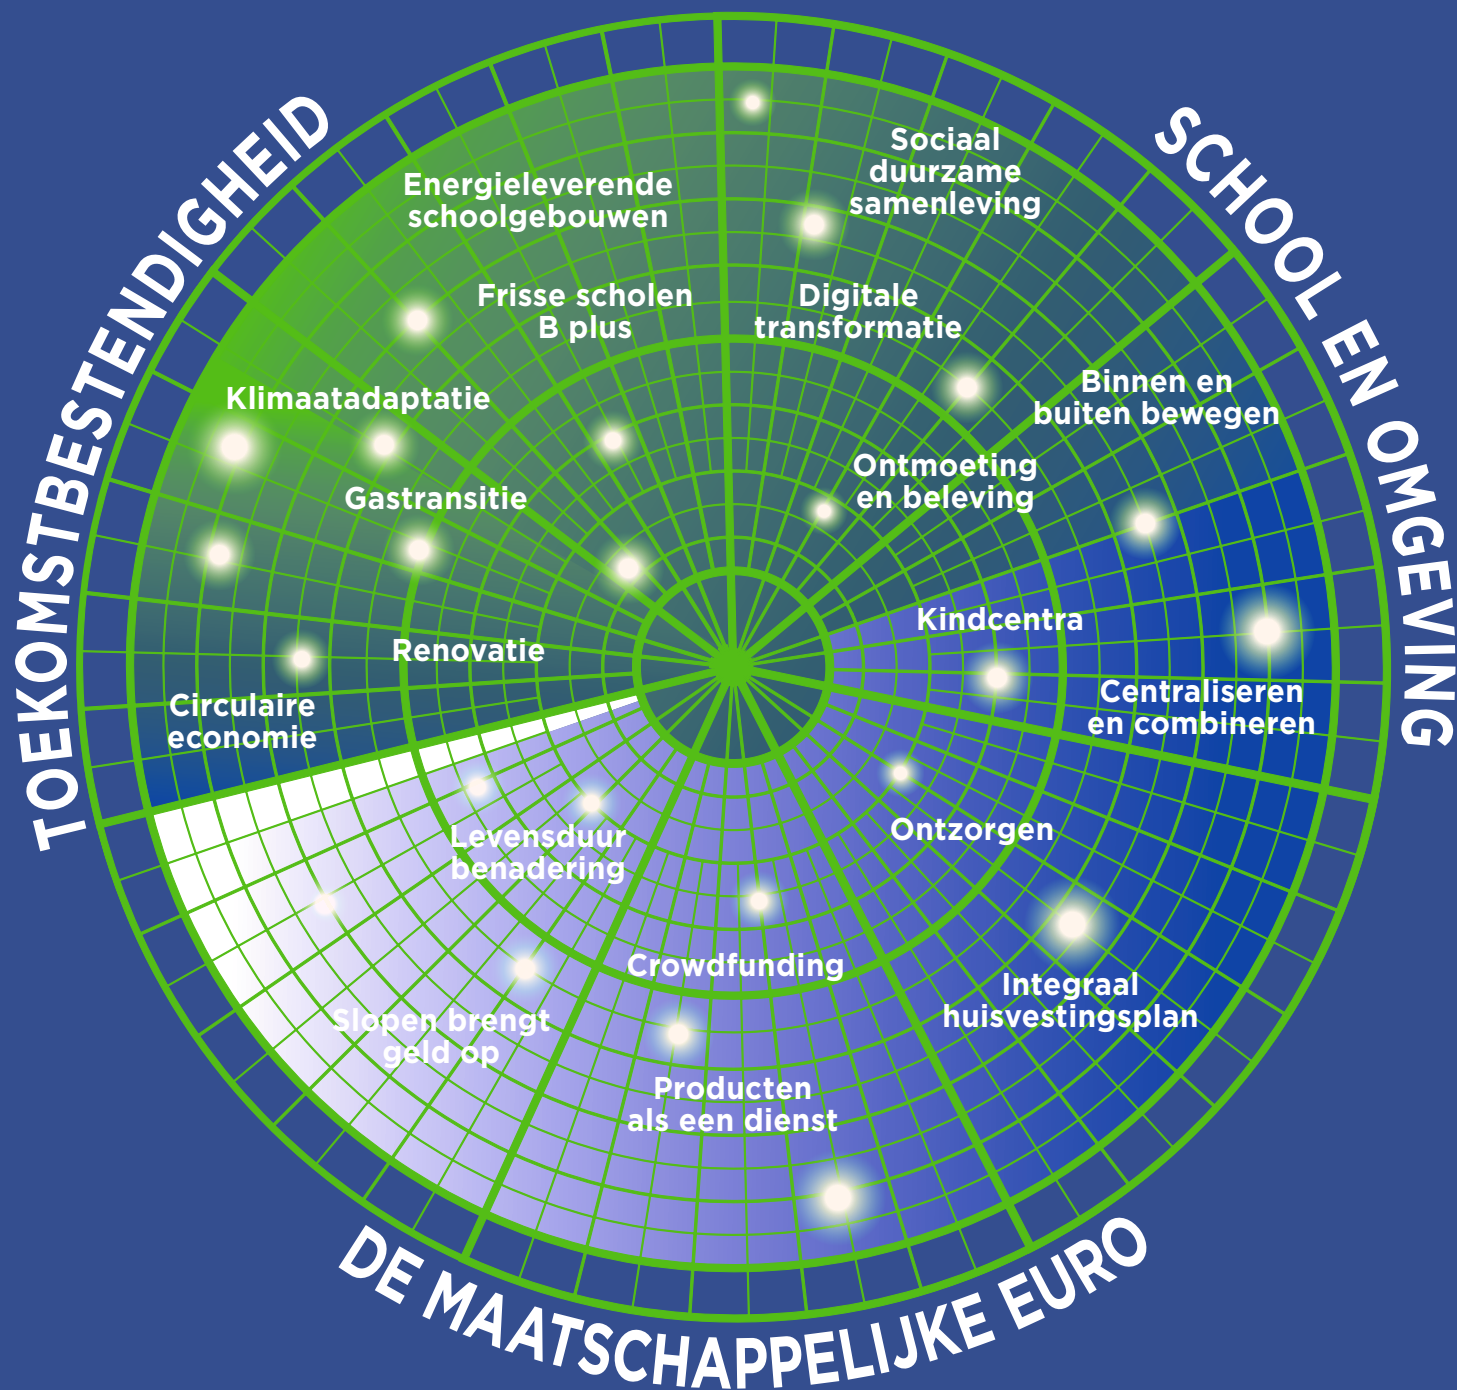 TOEKOMSTBESTENDIGHEID
SCHOOL EN OMGEVING
Sociaal
duurzame
samenleving
Energieleverende
schoolgebouwen
Frisse scholen
B plus
Digitale
transformatie
Klimaatadaptatie
Binnen en
buiten bewegen
Gastransitie
Ontmoeting
en beleving
Renovatie
Kindcentra
Circulaire
economie
Centraliseren
en combineren
Levensduur
benadering
Ontzorgen
Crowdfunding
Integraal
huisvestingsplan
Slopen brengt
geld op
Producten
als een dienst
DE MAATSCHAPPELIJKE EURO